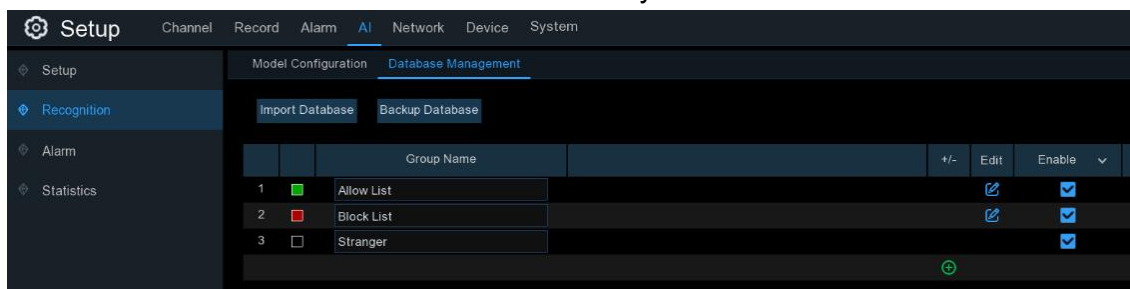 Setup Channel Record Alarm AI Network Device System
Setup
Model Configuration Database Management
Recognition
Import Database Backup Database
Alarm
Group Name +/- Edit Enable
Statistics
1 Allow List
2 Block List
3 Stranger